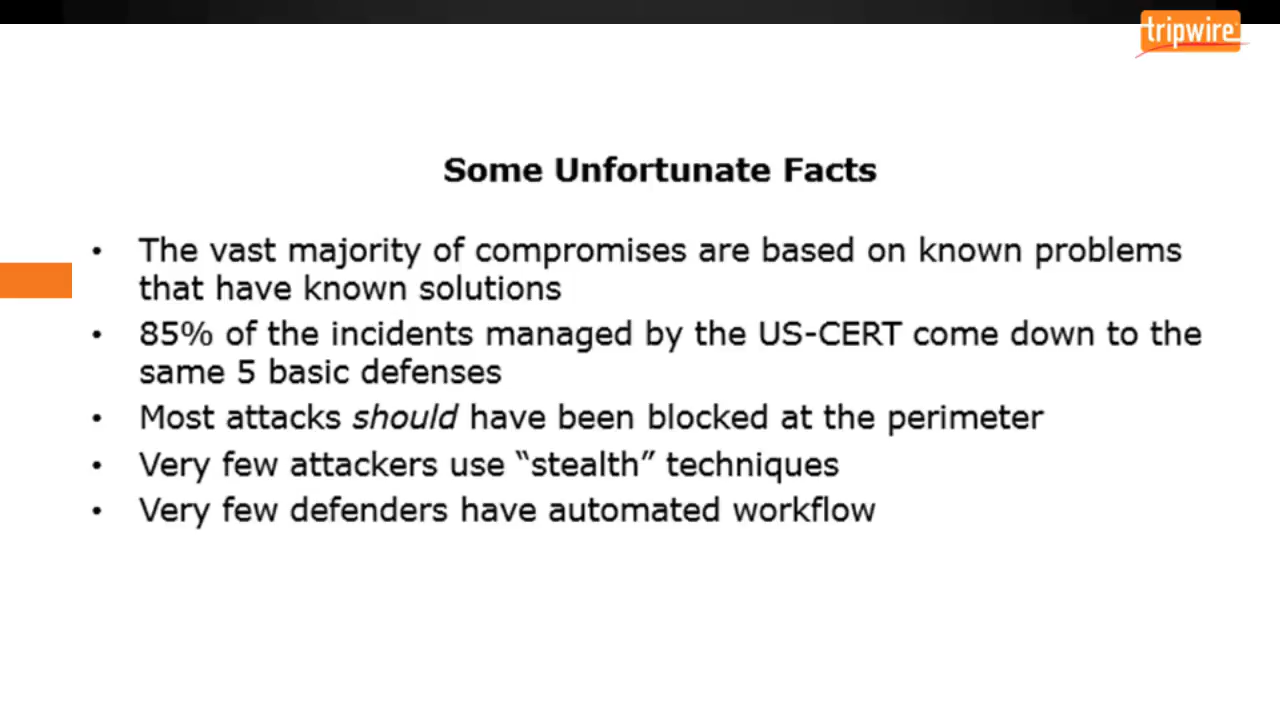 tripwire
Some Unfortunate Facts
• The vast majority of compromises are based on known problems
that have known solutions
• 85% of the incidents managed by the US-CERT come down to the
same 5 basic defenses
• Most attacks should have been blocked at the perimeter
• Very few attackers use “stealth” techniques
• Very few defenders have automated workflow